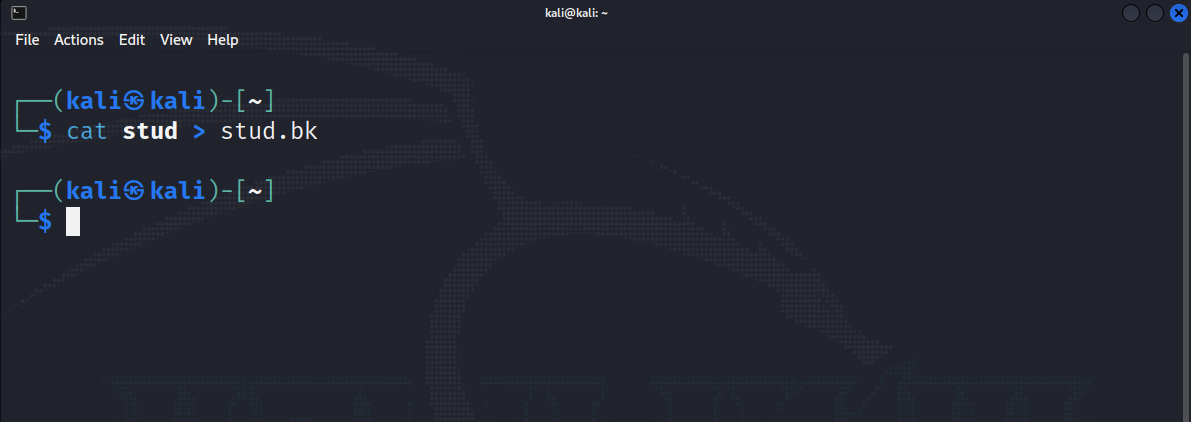 kali@kali: ~
File Actions Edit View Help
┌──(kali㉿kali)-[~]
└─$ cat stud > stud.bk
┌──(kali㉿kali)-[~]
└─$